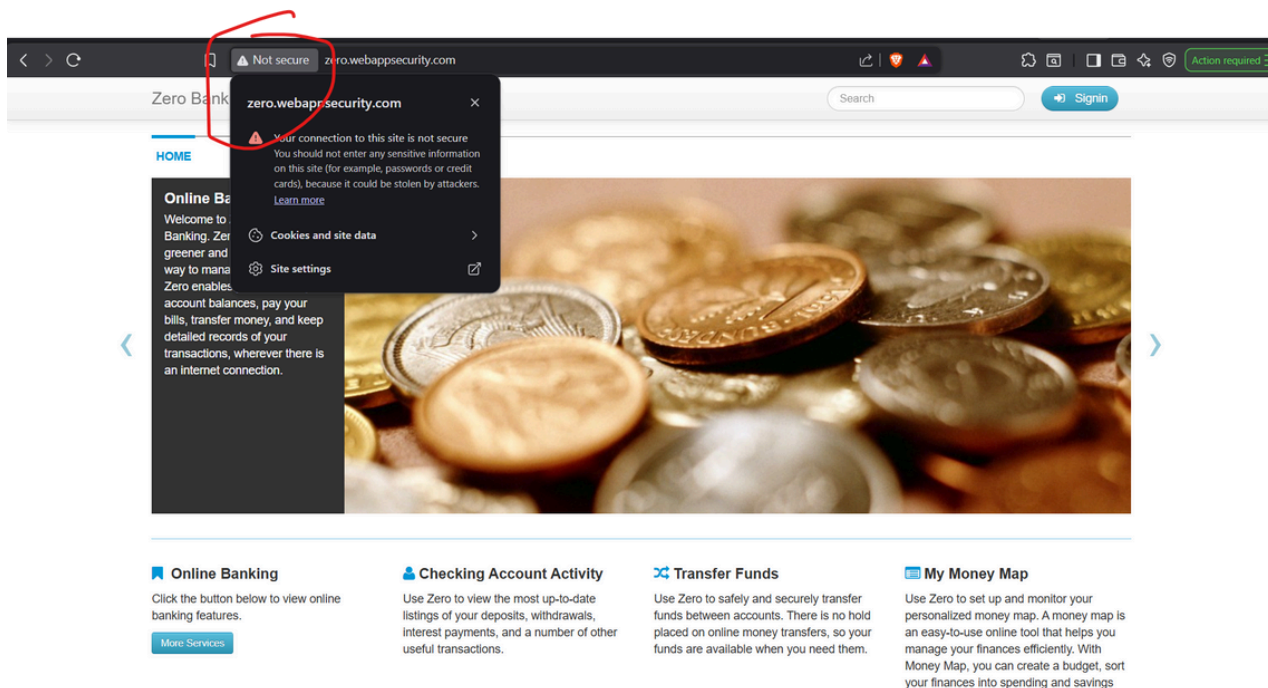 Not secure
zero.webappsecurity.com
Action required
Zero Bank
Search
Signin
zero.webappsecurity.com
Your connection to this site is not secure
You should not enter any sensitive information
on this site (for example, passwords or credit
cards), because it could be stolen by attackers.
Learn more
Cookies and site data
Site settings
HOME
Online Ba
Welcome to
Banking. Zer
greener and
way to mana
Zero enables
account balances, pay your
bills, transfer money, and keep
detailed records of your
transactions, wherever there is
an internet connection.
Online Banking
Click the button below to view online
banking features.
More Services
Checking Account Activity
Use Zero to view the most up-to-date
listings of your deposits, withdrawals,
interest payments, and a number of other
useful transactions.
Transfer Funds
Use Zero to safely and securely transfer
funds between accounts. There is no hold
placed on online money transfers, so your
funds are available when you need them.
My Money Map
Use Zero to set up and monitor your
personalized money map. A money map is
an easy-to-use online tool that helps you
manage your finances efficiently. With
Money Map, you can create a budget, sort
your finances into spending and savings